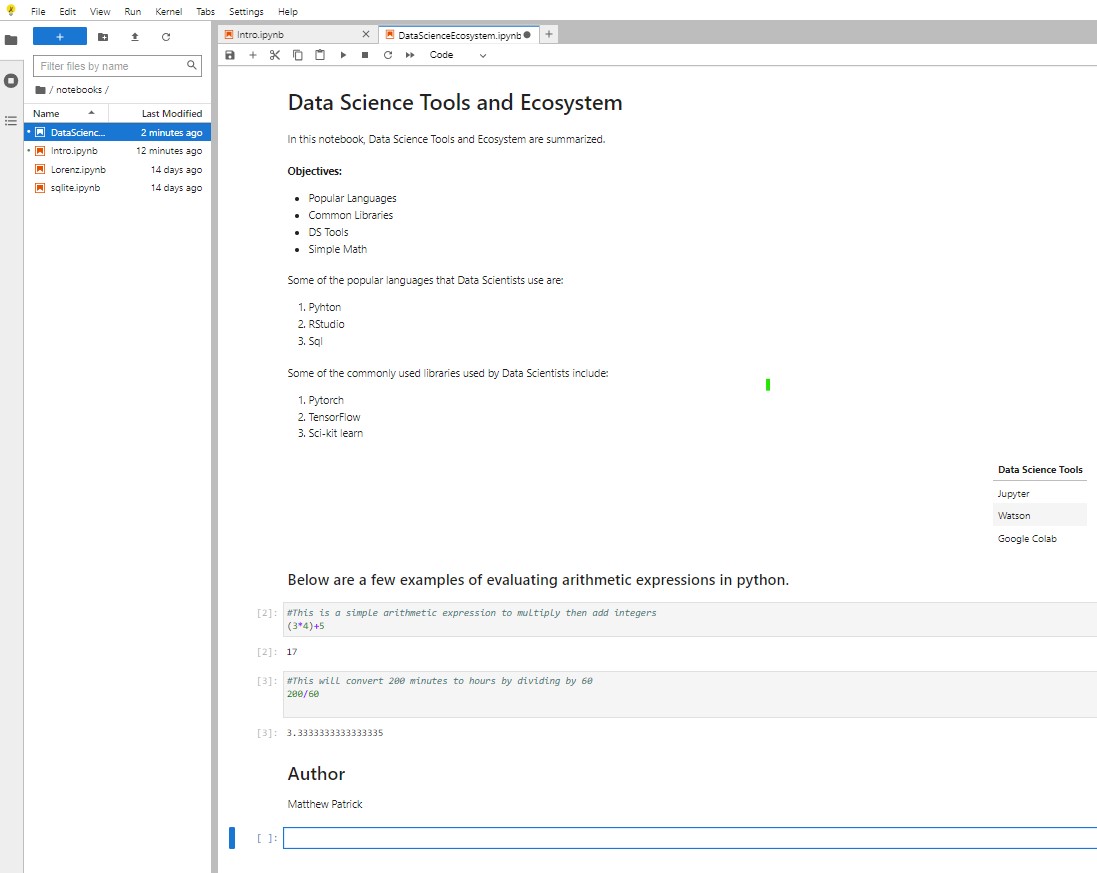 File Edit View Run Kernel Tabs Settings Help
+
Filter files by name
/ notebooks /
Name Last Modified
DataScienc... 2 minutes ago
Intro.ipynb 12 minutes ago
Lorenz.ipynb 14 days ago
sqlite.ipynb 14 days ago
Intro.ipynb × DataScienceEcosystem.ipynb ● +
Code
Data Science Tools and Ecosystem
In this notebook, Data Science Tools and Ecosystem are summarized.
Objectives:
• Popular Languages
• Common Libraries
• DS Tools
• Simple Math
Some of the popular languages that Data Scientists use are:
1. Pyhton
2. RStudio
3. Sql
Some of the commonly used libraries used by Data Scientists include:
1. Pytorch
2. TensorFlow
3. Sci-kit learn
Data Science Tools
Jupyter
Watson
Google Colab
Below are a few examples of evaluating arithmetic expressions in python.
[2]: #This is a simple arithmetic expression to multiply then add integers
(3*4)+5
[2]: 17
[3]: #This will convert 200 minutes to hours by dividing by 60
200/60
[3]: 3.3333333333333335
Author
Matthew Patrick
[ ]: